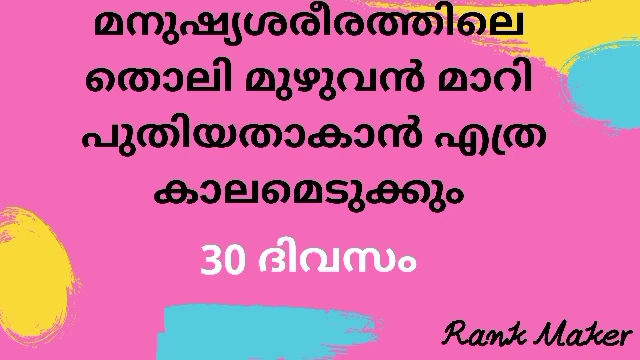 മനുഷ്യശരീരത്തിലെ
തൊലി മുഴുവൻ മാറി
പുതിയതാകാൻ എത്ര
കാലമെടുക്കും
30 ദിവസം
Rank Maker